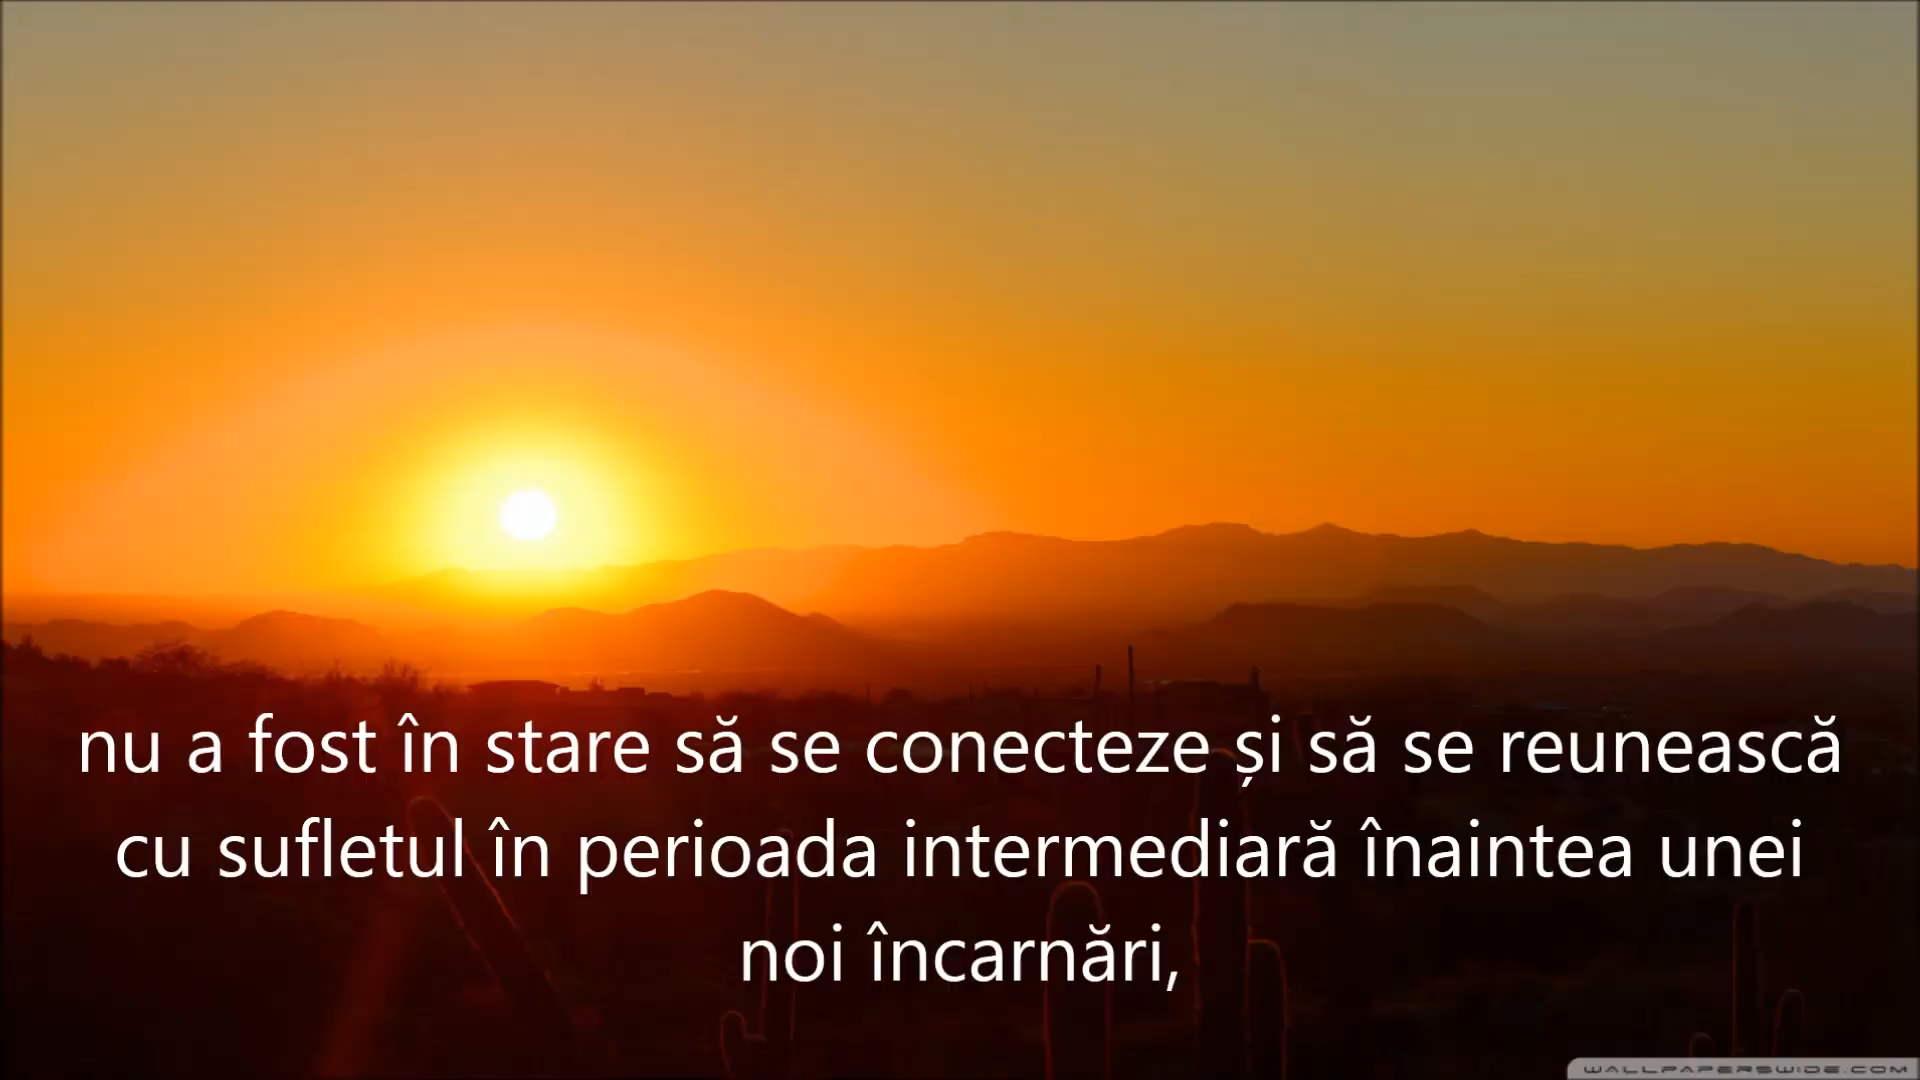 nu a fost în stare să se conecteze și să se reunească
cu sufletul în perioada intermediară înaintea unei
noi încarnări,
WALLPAPERSWIDE.COM